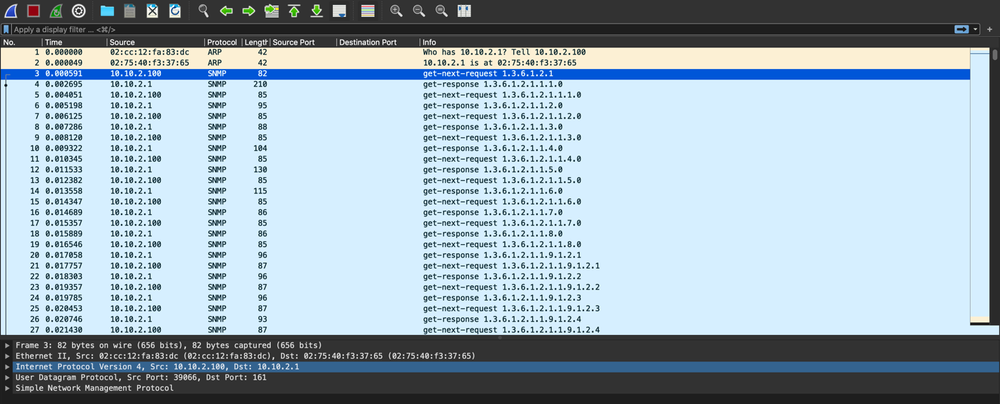 Apply a display filter … <⌘/>
No. Time Source Protocol Length Source Port Destination Port Info
1 0.000000 02:cc:12:fa:83:dc ARP 42 Who has 10.10.2.1? Tell 10.10.2.100
2 0.000049 02:75:40:f3:37:65 ARP 42 10.10.2.1 is at 02:75:40:f3:37:65
3 0.000591 10.10.2.100 SNMP 82 get-next-request 1.3.6.1.2.1
4 0.002695 10.10.2.1 SNMP 210 get-response 1.3.6.1.2.1.1.1.0
5 0.004051 10.10.2.100 SNMP 85 get-next-request 1.3.6.1.2.1.1.1.0
6 0.005198 10.10.2.1 SNMP 95 get-response 1.3.6.1.2.1.1.2.0
7 0.006125 10.10.2.100 SNMP 85 get-next-request 1.3.6.1.2.1.1.2.0
8 0.007286 10.10.2.1 SNMP 88 get-response 1.3.6.1.2.1.1.3.0
9 0.008120 10.10.2.100 SNMP 85 get-next-request 1.3.6.1.2.1.1.3.0
10 0.009322 10.10.2.1 SNMP 104 get-response 1.3.6.1.2.1.1.4.0
11 0.010345 10.10.2.100 SNMP 85 get-next-request 1.3.6.1.2.1.1.4.0
12 0.011533 10.10.2.1 SNMP 130 get-response 1.3.6.1.2.1.1.5.0
13 0.012382 10.10.2.100 SNMP 85 get-next-request 1.3.6.1.2.1.1.5.0
14 0.013558 10.10.2.1 SNMP 115 get-response 1.3.6.1.2.1.1.6.0
15 0.014347 10.10.2.100 SNMP 85 get-next-request 1.3.6.1.2.1.1.6.0
16 0.014689 10.10.2.1 SNMP 86 get-response 1.3.6.1.2.1.1.7.0
17 0.015357 10.10.2.100 SNMP 85 get-next-request 1.3.6.1.2.1.1.7.0
18 0.015889 10.10.2.1 SNMP 86 get-response 1.3.6.1.2.1.1.8.0
19 0.016546 10.10.2.100 SNMP 85 get-next-request 1.3.6.1.2.1.1.8.0
20 0.017058 10.10.2.1 SNMP 96 get-response 1.3.6.1.2.1.1.9.1.2.1
21 0.017757 10.10.2.100 SNMP 87 get-next-request 1.3.6.1.2.1.1.9.1.2.1
22 0.018303 10.10.2.1 SNMP 96 get-response 1.3.6.1.2.1.1.9.1.2.2
23 0.019357 10.10.2.100 SNMP 87 get-next-request 1.3.6.1.2.1.1.9.1.2.2
24 0.019785 10.10.2.1 SNMP 96 get-response 1.3.6.1.2.1.1.9.1.2.3
25 0.020453 10.10.2.100 SNMP 87 get-next-request 1.3.6.1.2.1.1.9.1.2.3
26 0.020746 10.10.2.1 SNMP 93 get-response 1.3.6.1.2.1.1.9.1.2.4
27 0.021430 10.10.2.100 SNMP 87 get-next-request 1.3.6.1.2.1.1.9.1.2.4
Frame 3: 82 bytes on wire (656 bits), 82 bytes captured (656 bits)
Ethernet II, Src: 02:cc:12:fa:83:dc (02:cc:12:fa:83:dc), Dst: 02:75:40:f3:37:65 (02:75:40:f3:37:65)
Internet Protocol Version 4, Src: 10.10.2.100, Dst: 10.10.2.1
User Datagram Protocol, Src Port: 39066, Dst Port: 161
Simple Network Management Protocol